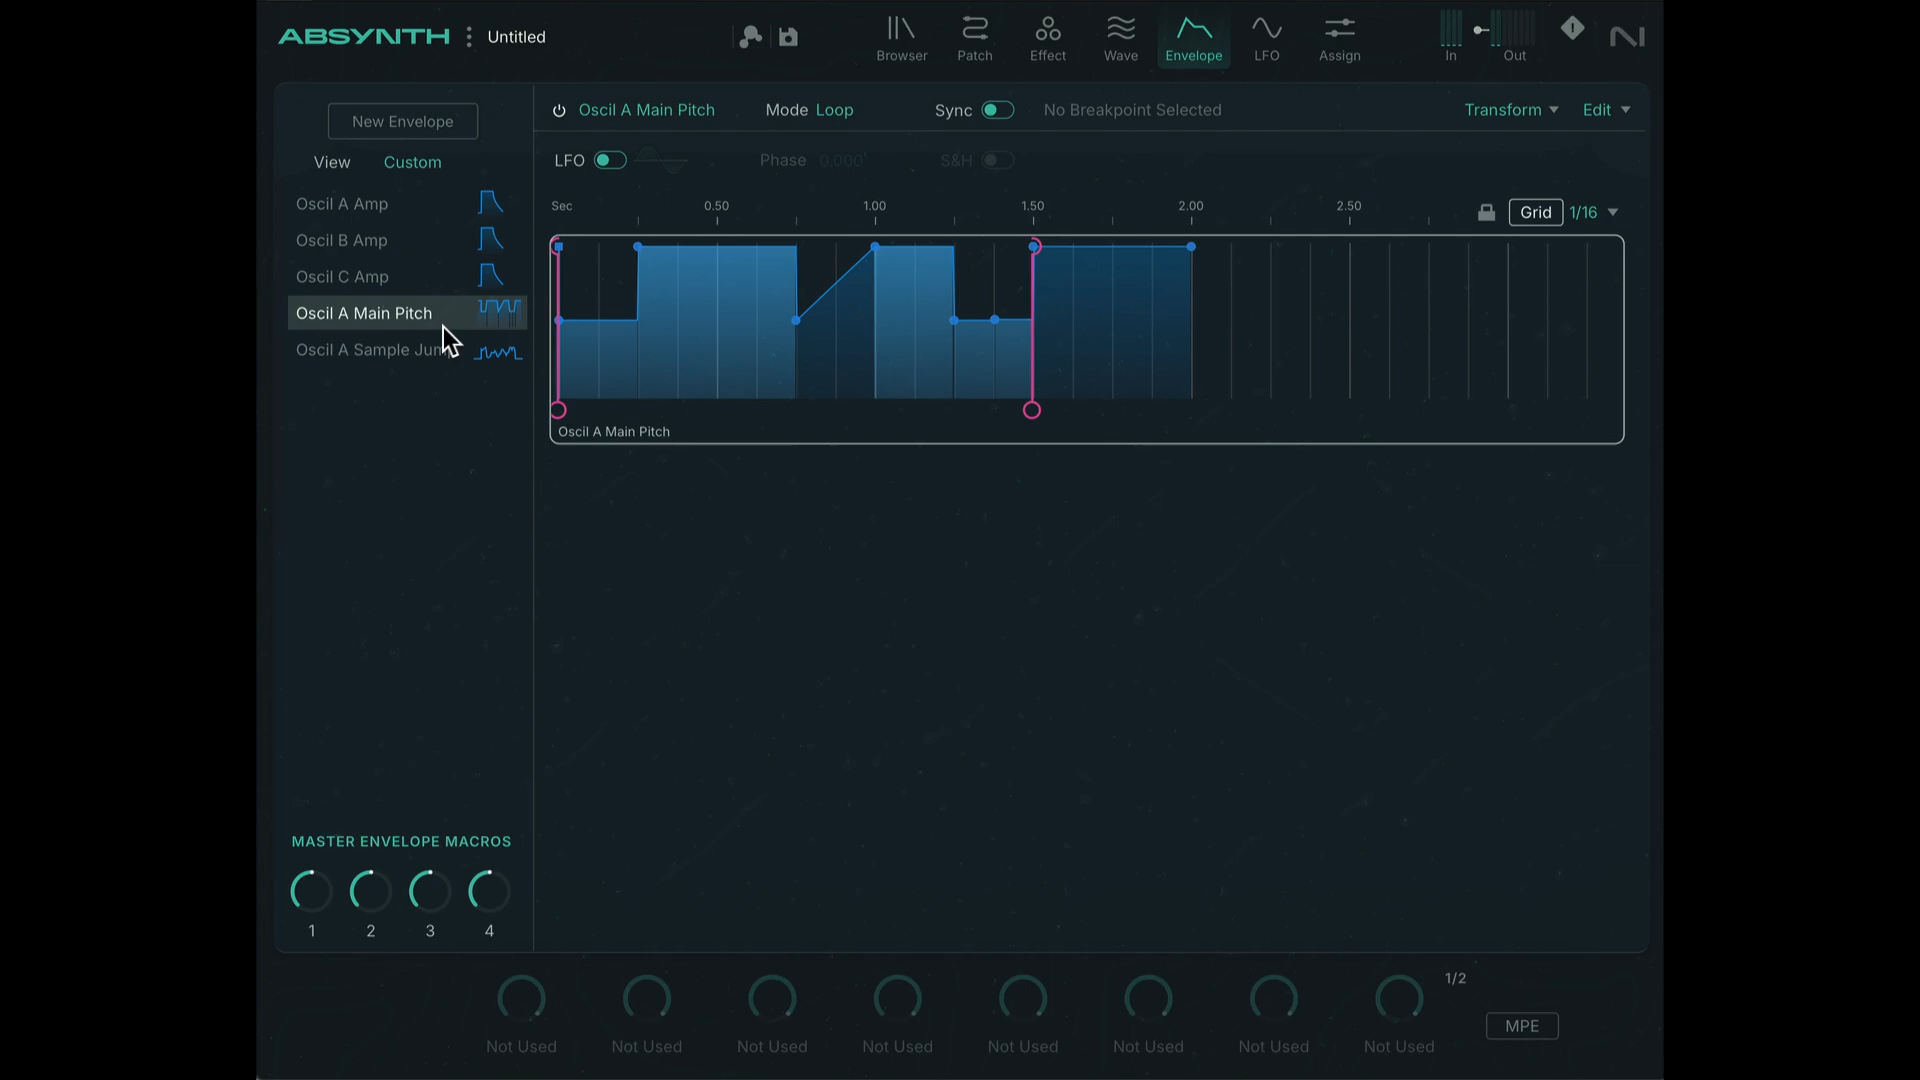 ABSYNTH
Untitled
Browser
Patch
Effect
Wave
Envelope
LFO
Assign
In
Out
New Envelope
View Custom
Oscil A Amp
Oscil B Amp
Oscil C Amp
Oscil A Main Pitch
Oscil A Sample
Oscil A Main Pitch
Mode Loop
Sync
No Breakpoint Selected
Transform
Edit
LFO
Phase 0.000°
S&H
Sec 0.50 1.00 1.50 2.00 2.50
Grid 1/16
Oscil A Main Pitch
MASTER ENVELOPE MACROS
1 2 3 4
1/2
MPE
Not Used Not Used Not Used Not Used Not Used Not Used Not Used Not Used